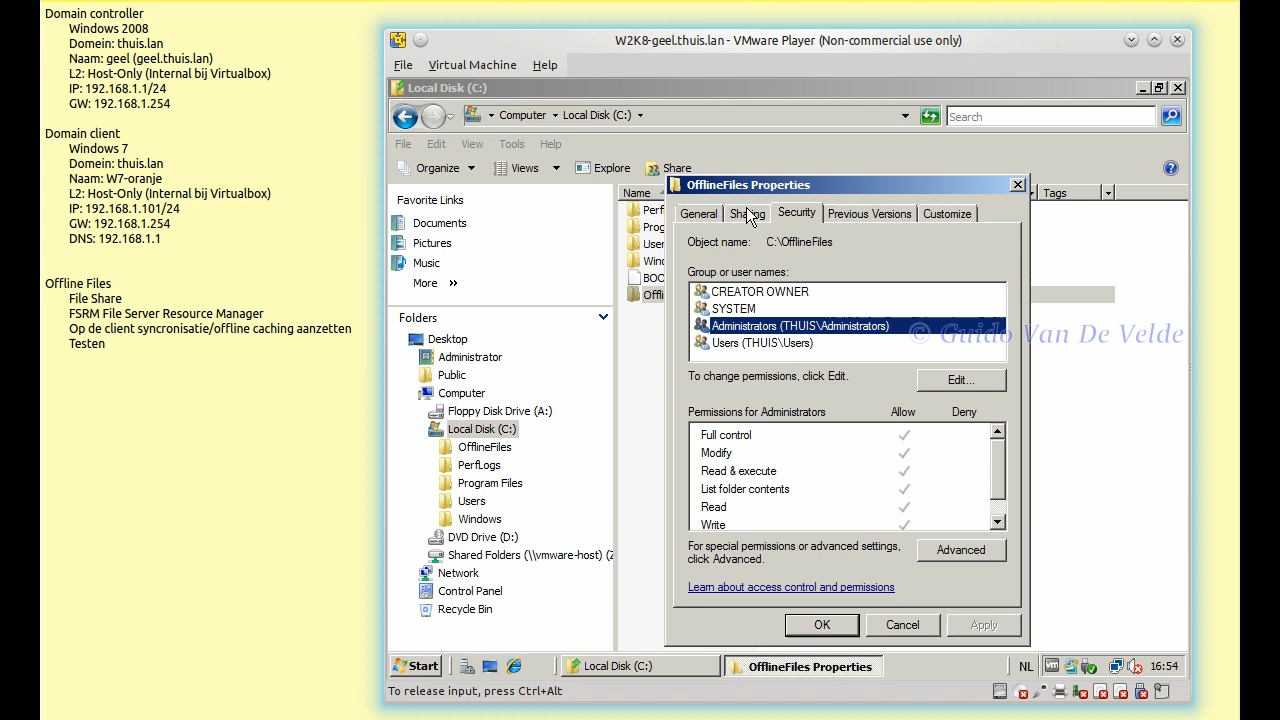 Domain controller
Windows 2008
Domein: thuis.lan
Naam: geel (geel.thuis.lan)
L2: Host-Only (Internal bij Virtualbox)
IP: 192.168.1.1/24
GW: 192.168.1.254
Domain client
Windows 7
Domein: thuis.lan
Naam: W7-oranje
L2: Host-Only (Internal bij Virtualbox)
IP: 192.168.1.101/24
GW: 192.168.1.254
DNS: 192.168.1.1
Offline Files
File Share
FSRM File Server Resource Manager
Op de client syncronisatie/offline caching aanzetten
Testen
W2K8-geel.thuis.lan - VMware Player (Non-commercial use only)
File Virtual Machine Help
Local Disk (C:)
Computer Local Disk (C:) Search
File Edit View Tools Help
Organize Views Explore Share
Favorite Links
Documents
Pictures
Music
More »
Folders
Desktop
Administrator
Public
Computer
Floppy Disk Drive (A:)
Local Disk (C:)
OfflineFiles
PerfLogs
Program Files
Users
Windows
DVD Drive (D:)
Shared Folders (\\vmware-host) (Z
Network
Control Panel
Recycle Bin
Name Tags
Perf
Prog
User
Wind
BOO
Offli
OfflineFiles Properties
General Sharing Security Previous Versions Customize
Object name: C:\OfflineFiles
Group or user names:
CREATOR OWNER
SYSTEM
Administrators (THUIS\Administrators)
Users (THUIS\Users)
© Guido Van De Velde
To change permissions, click Edit. Edit...
Permissions for Administrators Allow Deny
Full control
Modify
Read & execute
List folder contents
Read
Write
For special permissions or advanced settings,
click Advanced. Advanced
Learn about access control and permissions
OK Cancel Apply
Start Local Disk (C:) OfflineFiles Properties NL 16:54
To release input, press Ctrl+Alt